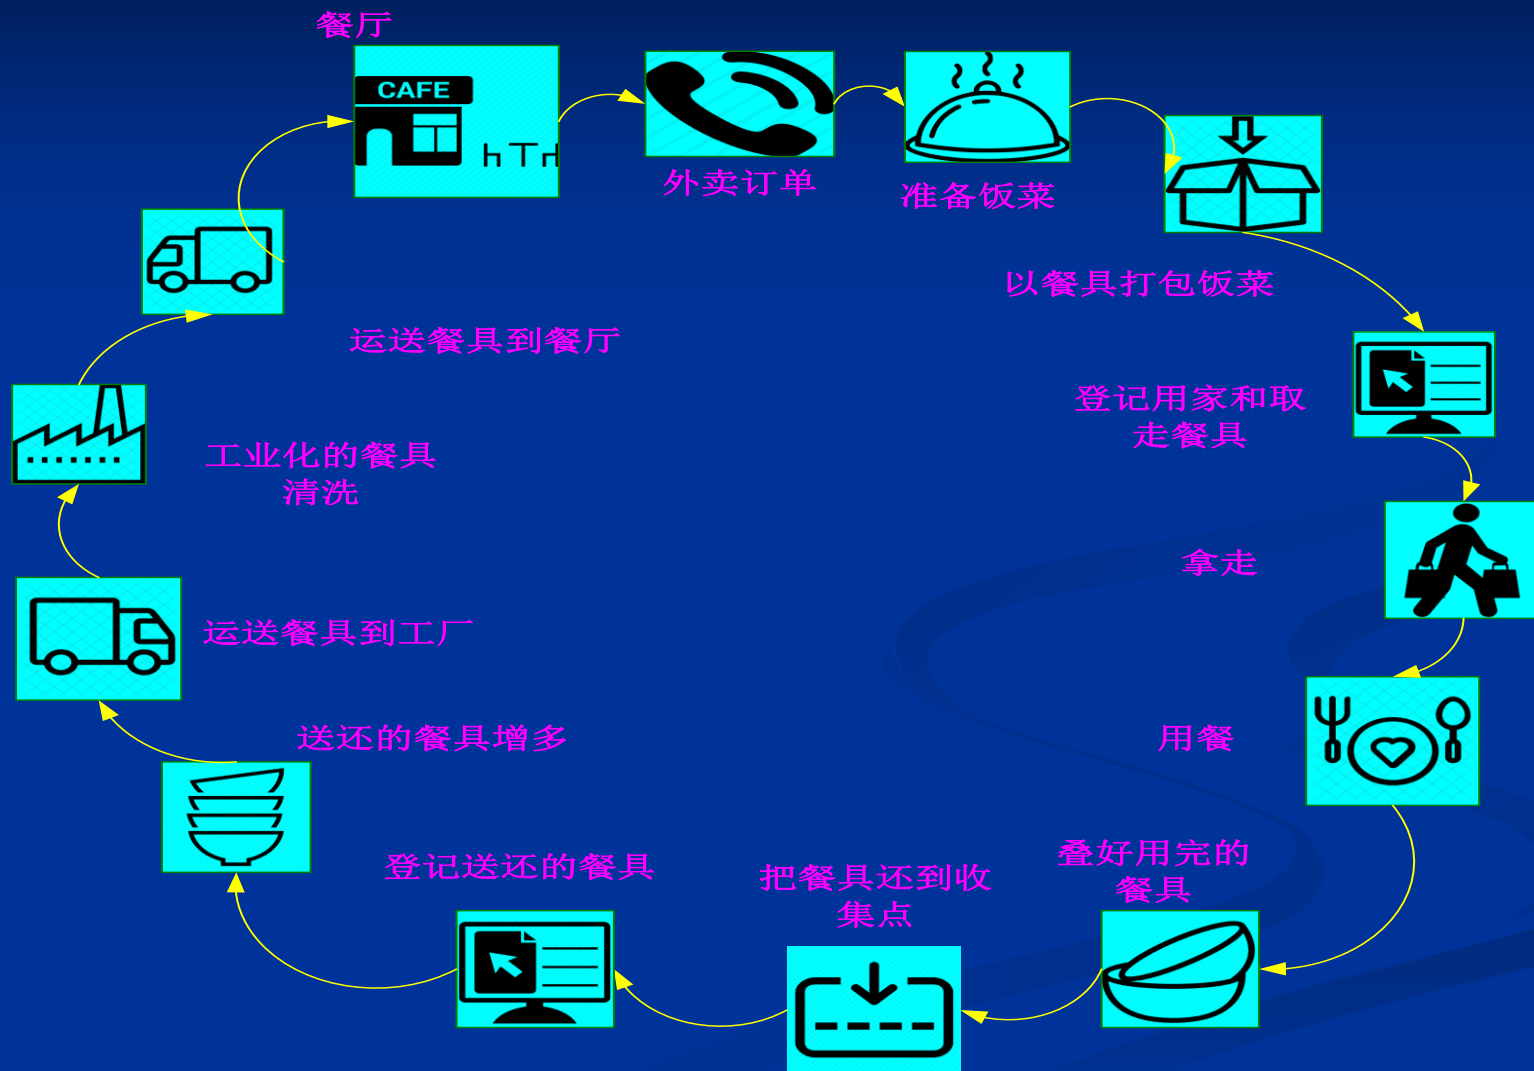 餐厅
CAFE
外卖订单
准备饭菜
以餐具打包饭菜
登记用家和取
走餐具
拿走
用餐
叠好用完的
餐具
把餐具还到收
集点
登记送还的餐具
送还的餐具增多
运送餐具到工厂
工业化的餐具
清洗
运送餐具到餐厅